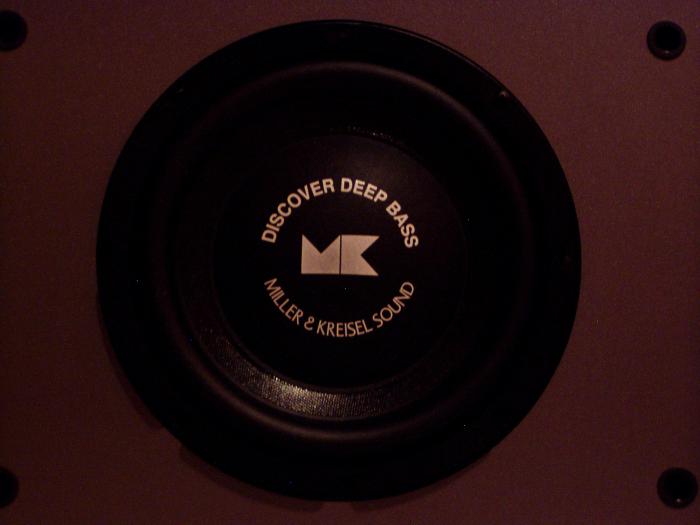 DISCOVER DEEP BASS
MK
MILLER & KREISEL SOUND